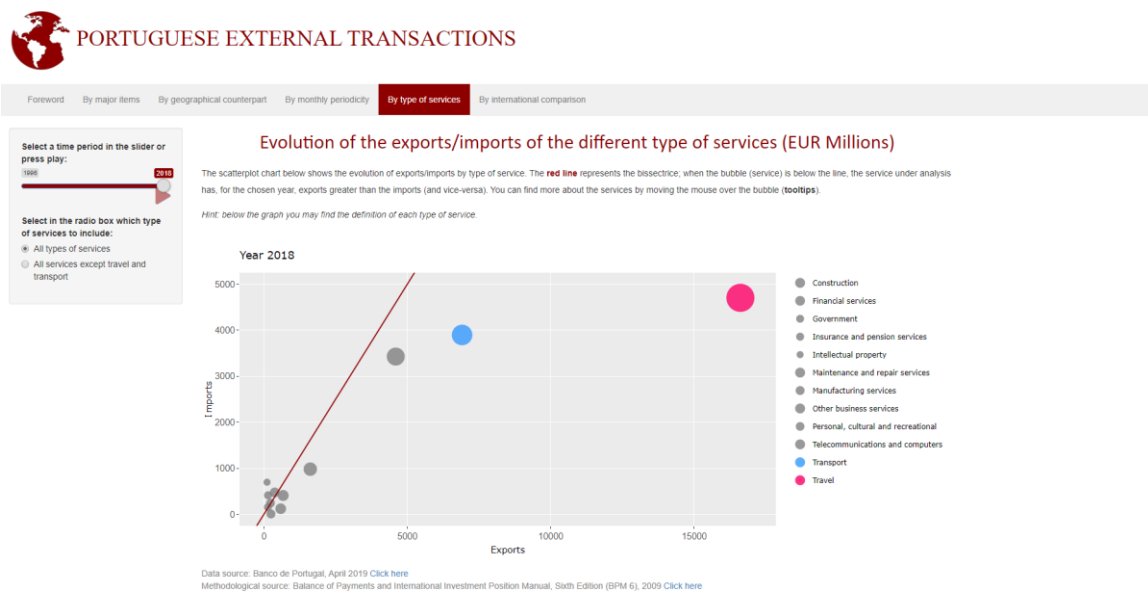 PORTUGUESE EXTERNAL TRANSACTIONS
Foreword By major items By geographical counterpart By monthly periodicity By type of services By international comparison
Select a time period in the slider or
press play:
1996 2018
Select in the radio box which type
of services to include:
All types of services
All services except travel and
transport
Evolution of the exports/imports of the different type of services (EUR Millions)
The scatterplot chart below shows the evolution of exports/imports by type of service. The red line represents the bissectrice; when the bubble (service) is below the line, the service under analysis
has, for the chosen year, exports greater than the imports (and vice-versa). You can find more about the services by moving the mouse over the bubble (tooltips).
Hint: below the graph you may find the definition of each type of service.
Year 2018
5000
4000
3000
2000
1000
0
Imports
0 5000 10000 15000
Exports
Construction
Financial services
Government
Insurance and pension services
Intellectual property
Maintenance and repair services
Manufacturing services
Other business services
Personal, cultural and recreational
Telecommunications and computers
Transport
Travel
Data source: Banco de Portugal, April 2019 Click here
Methodological source: Balance of Payments and International Investment Position Manual, Sixth Edition (BPM 6), 2009 Click here